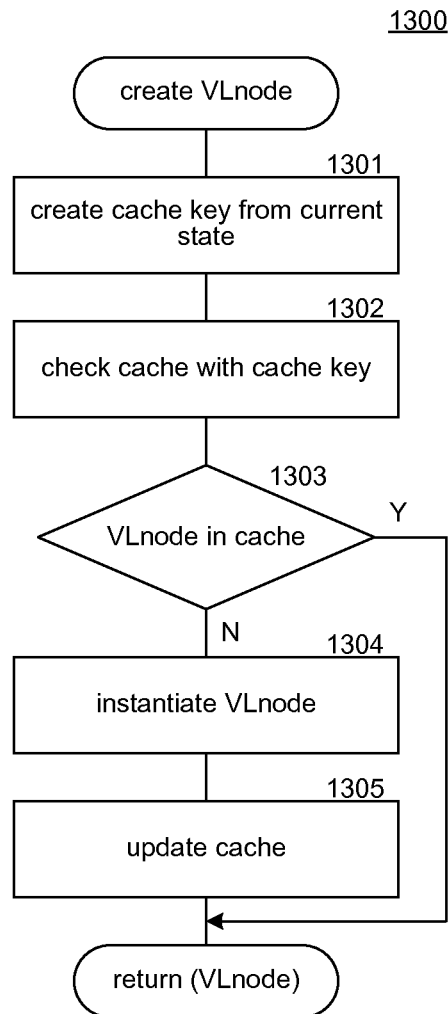 1300
create VLnode
1301
create cache key from current
state
1302
check cache with cache key
1303
VLnode in cache
Y
N
1304
instantiate VLnode
1305
update cache
return (VLnode)